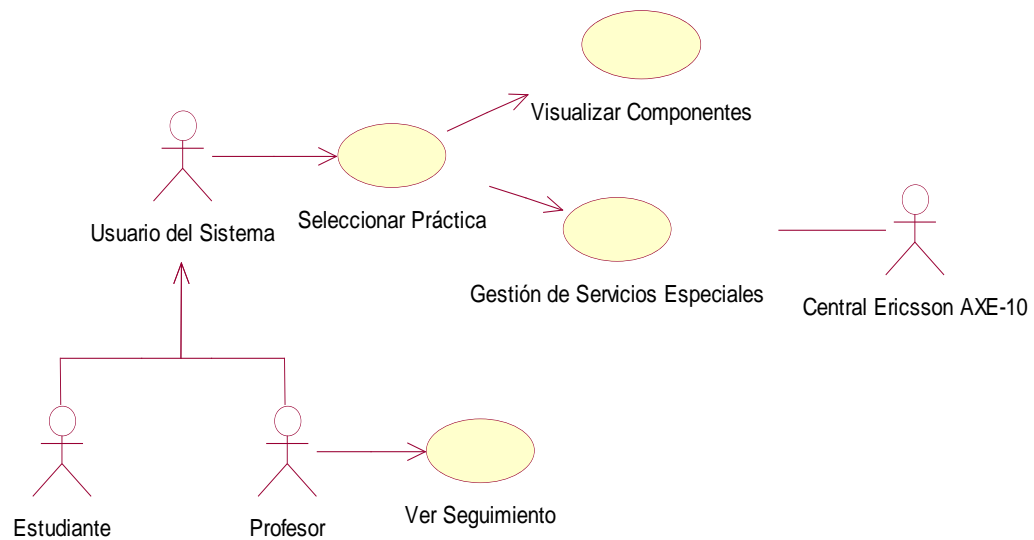 Visualizar Componentes
Usuario del Sistema
Seleccionar Práctica
Gestión de Servicios Especiales
Central Ericsson AXE-10
Estudiante
Profesor
Ver Seguimiento